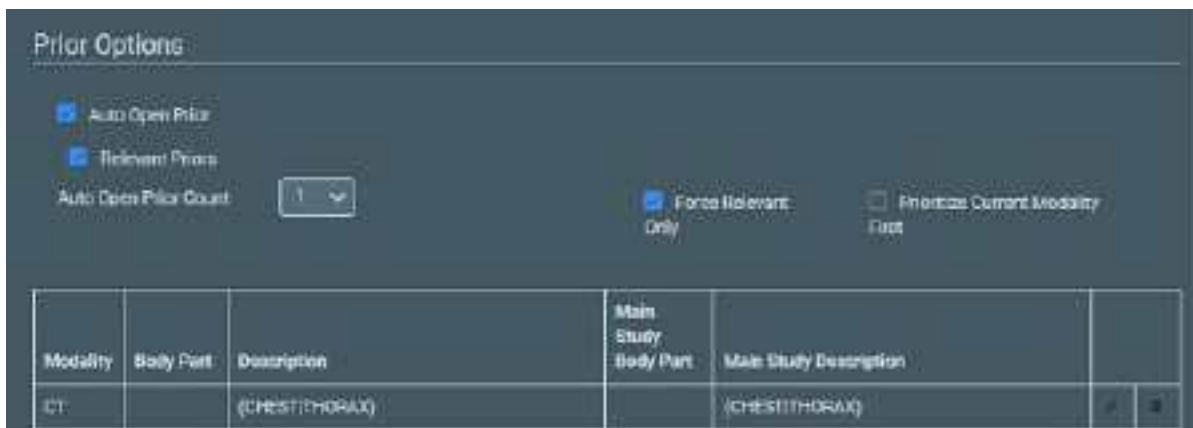 Prior Options
Auto Open Prior
Relevant Priors
Auto Open Prior Count 1
Force Relevant Only
Prioritize Current Modality First
Modality Body Part Description Main Study Body Part Main Study Description
CT (CHEST|THORAX) (CHEST|THORAX)